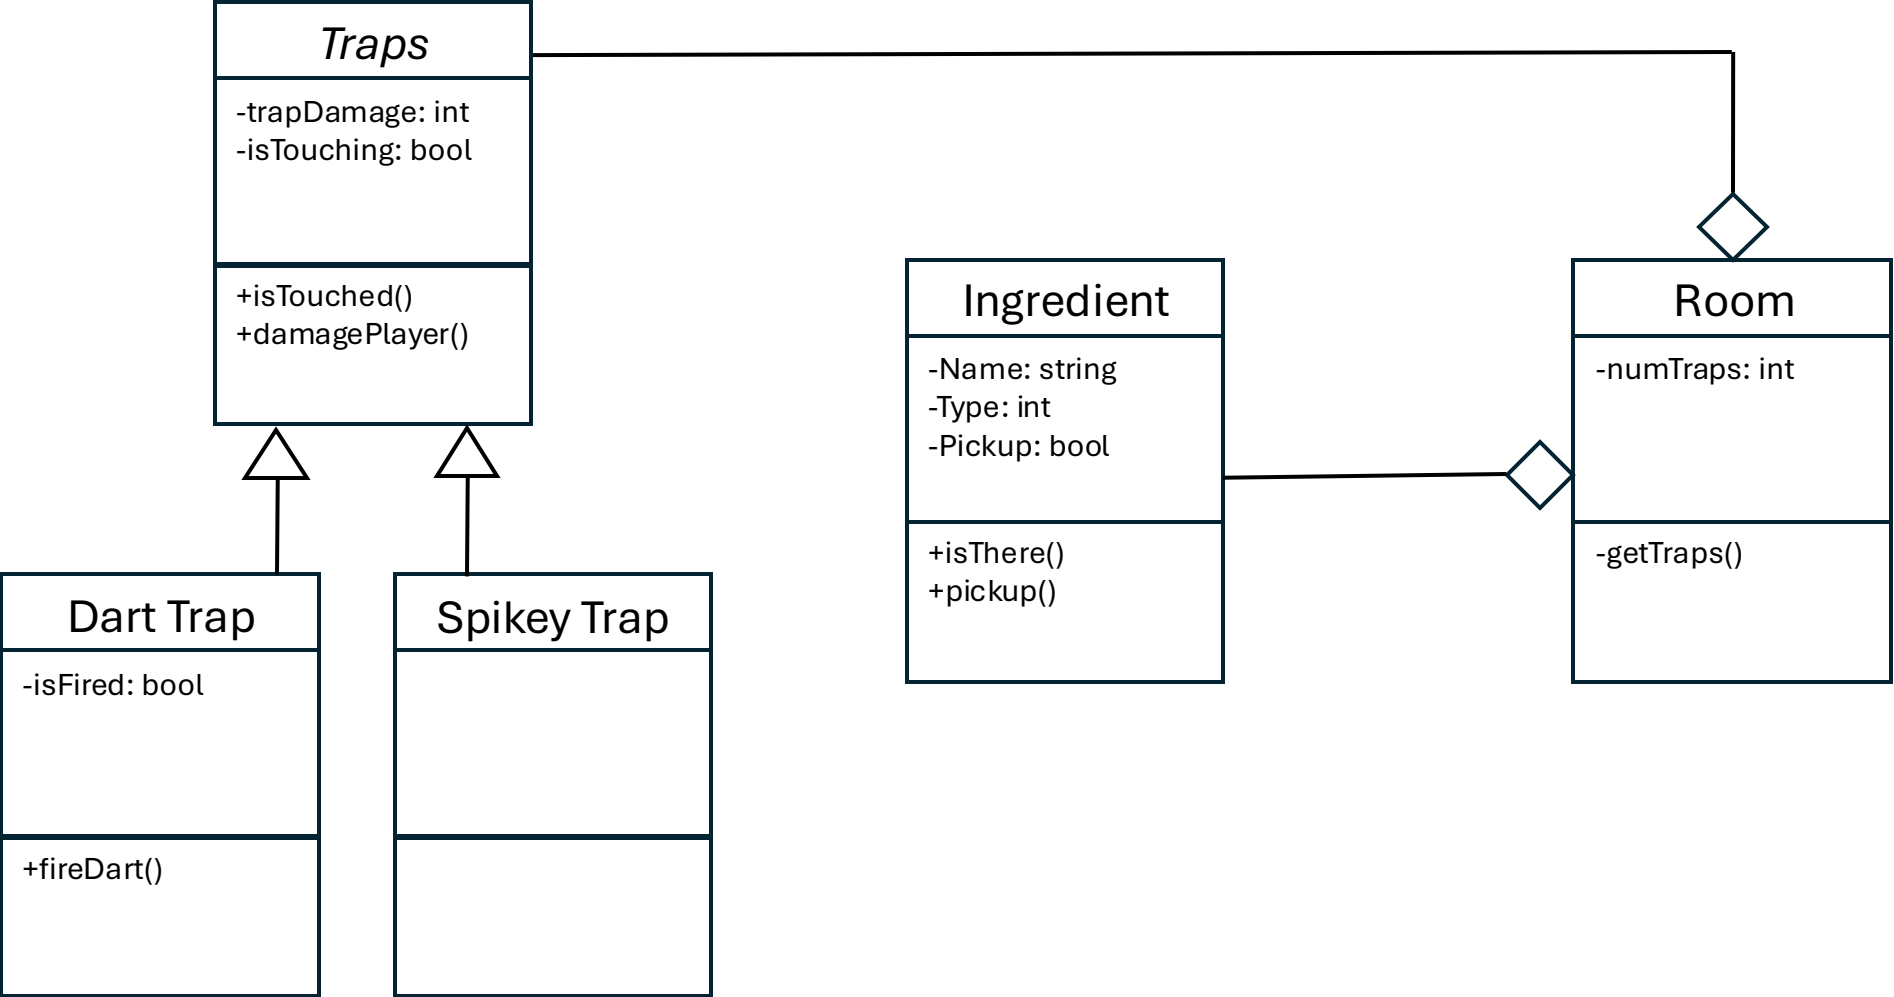 Traps
-trapDamage: int
-isTouching: bool
+isTouched()
+damagePlayer()
Ingredient
-Name: string
-Type: int
-Pickup: bool
+isThere()
+pickup()
Room
-numTraps: int
-getTraps()
Dart Trap
-isFired: bool
+fireDart()
Spikey Trap